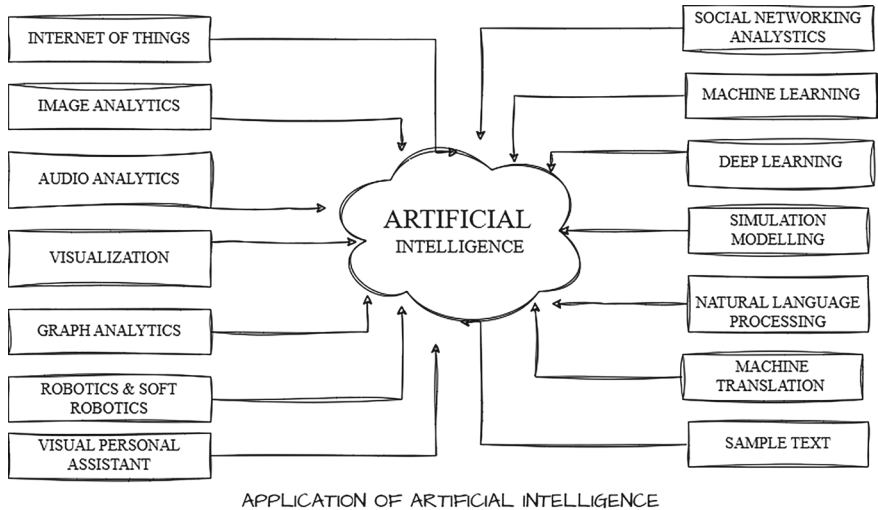 INTERNET OF THINGS
IMAGE ANALYTICS
AUDIO ANALYTICS
VISUALIZATION
GRAPH ANALYTICS
ROBOTICS & SOFT
ROBOTICS
VISUAL PERSONAL
ASSISTANT
ARTIFICIAL
INTELLIGENCE
SOCIAL NETWORKING
ANALYSTICS
MACHINE LEARNING
DEEP LEARNING
SIMULATION
MODELLING
NATURAL LANGUAGE
PROCESSING
MACHINE
TRANSLATION
SAMPLE TEXT
APPLICATION OF ARTIFICIAL INTELLIGENCE